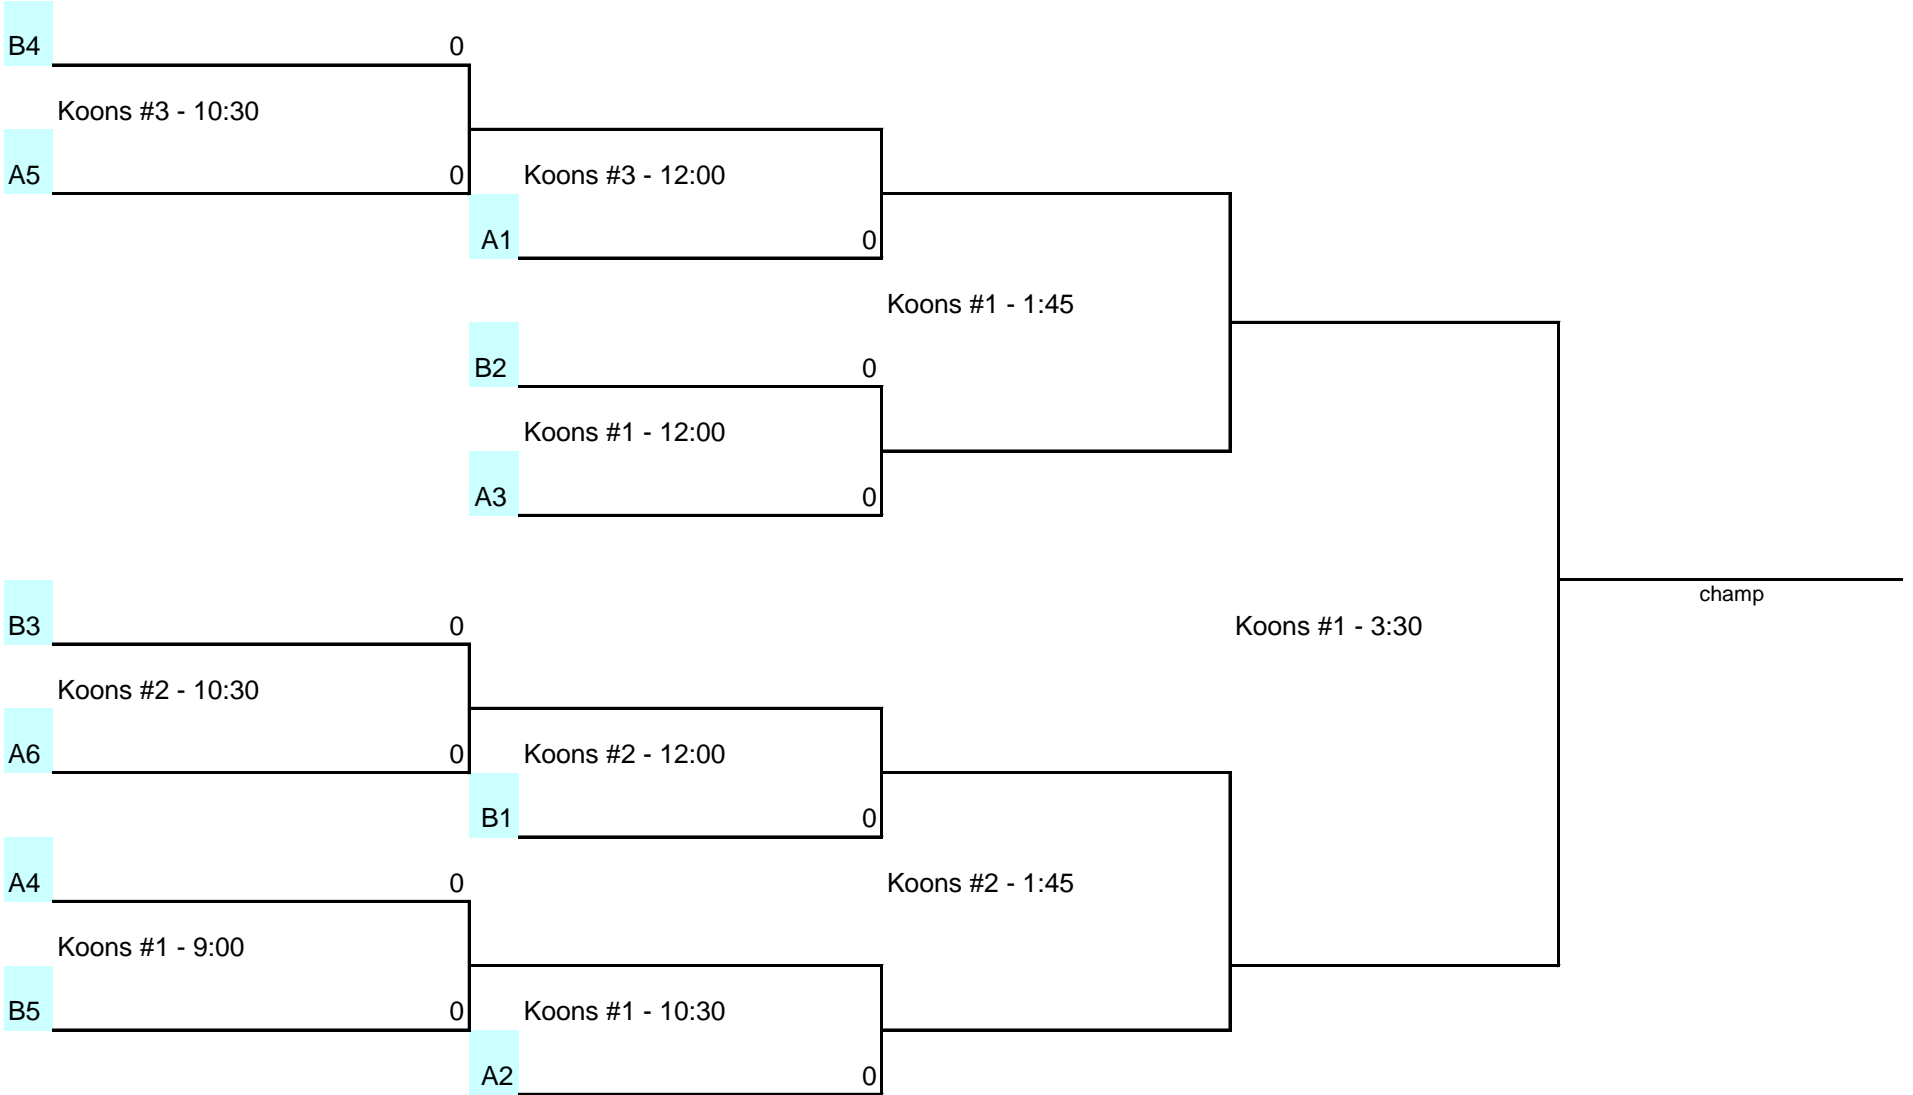 B4 0
Koons #3 - 10:30
A5 0 Koons #3 - 12:00
A1 0
Koons #1 - 1:45
B2 0
Koons #1 - 12:00
A3 0
champ
B3 0 Koons #1 - 3:30
Koons #2 - 10:30
A6 0 Koons #2 - 12:00
B1 0
A4 0 Koons #2 - 1:45
Koons #1 - 9:00
B5 0 Koons #1 - 10:30
A2 0